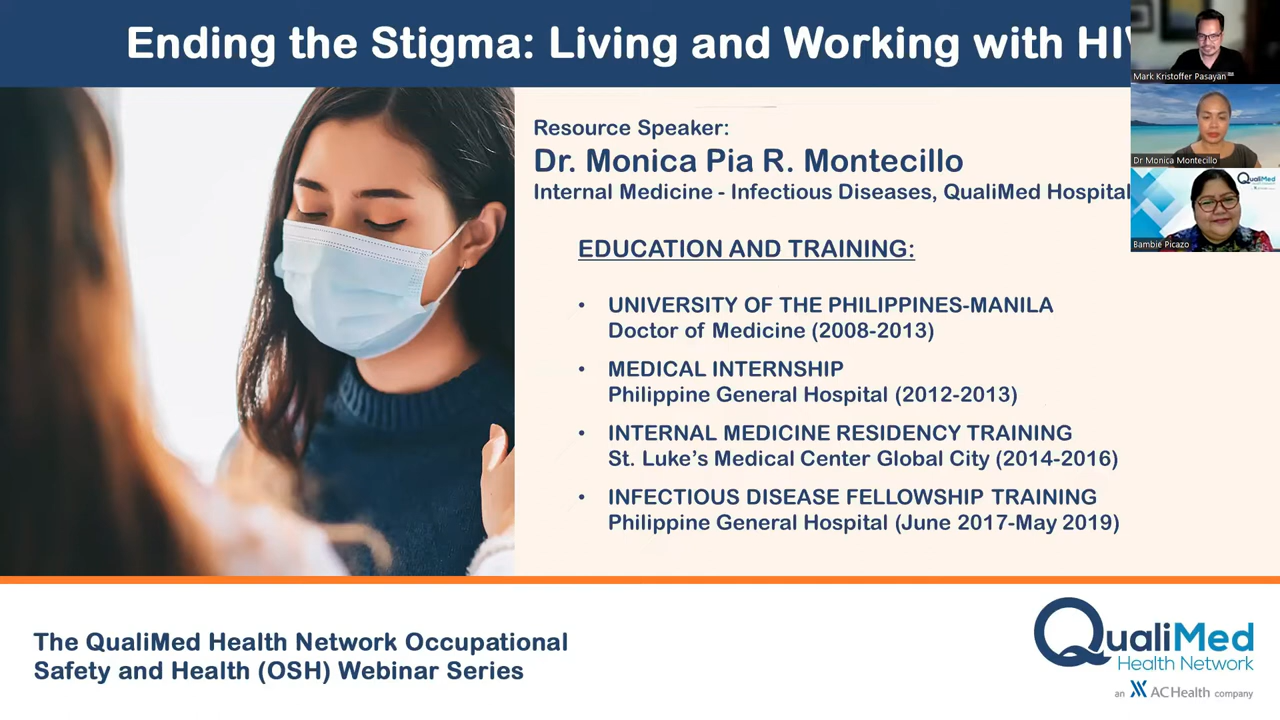 Ending the Stigma: Living and Working with HIV
Mark Kristoffer Pasayan
Dr Monica Montecillo
QualiMed
Bambie Picazo
Resource Speaker:
Dr. Monica Pia R. Montecillo
Internal Medicine - Infectious Diseases, QualiMed Hospital
EDUCATION AND TRAINING:
• UNIVERSITY OF THE PHILIPPINES-MANILA
Doctor of Medicine (2008-2013)
• MEDICAL INTERNSHIP
Philippine General Hospital (2012-2013)
• INTERNAL MEDICINE RESIDENCY TRAINING
St. Luke's Medical Center Global City (2014-2016)
• INFECTIOUS DISEASE FELLOWSHIP TRAINING
Philippine General Hospital (June 2017-May 2019)
The QualiMed Health Network Occupational
Safety and Health (OSH) Webinar Series
QualiMed
Health Network
an ACHealth company